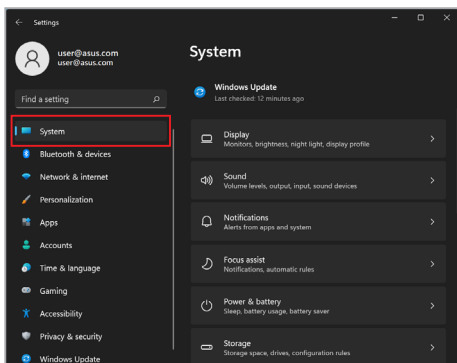 Settings
user@asus.com
user@asus.com
Find a setting
System
Bluetooth & devices
Network & internet
Personalization
Apps
Accounts
Time & language
Gaming
Accessibility
Privacy & security
Windows Update
System
Windows Update
Last checked: 12 minutes ago
Display
Monitors, brightness, night light, display profile
Sound
Volume levels, output, input, sound devices
Notifications
Alerts from apps and system
Focus assist
Notifications, automatic rules
Power & battery
Sleep, battery usage, battery saver
Storage
Storage space, drives, configuration rules